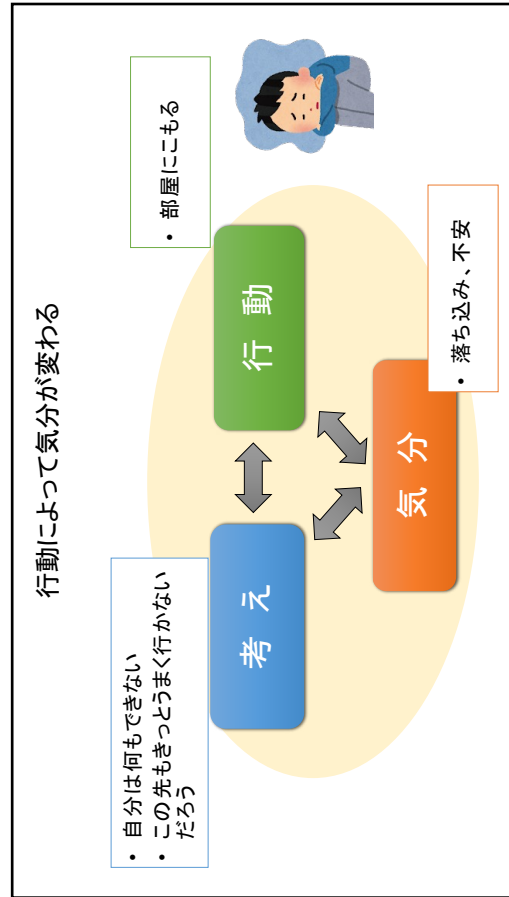 行動によって気分が変わる
• 自分は何もできない
• この先もきっとうまく行かない
だろう
• 部屋にこもる
考 え
行 動
気 分
• 落ち込み、不安